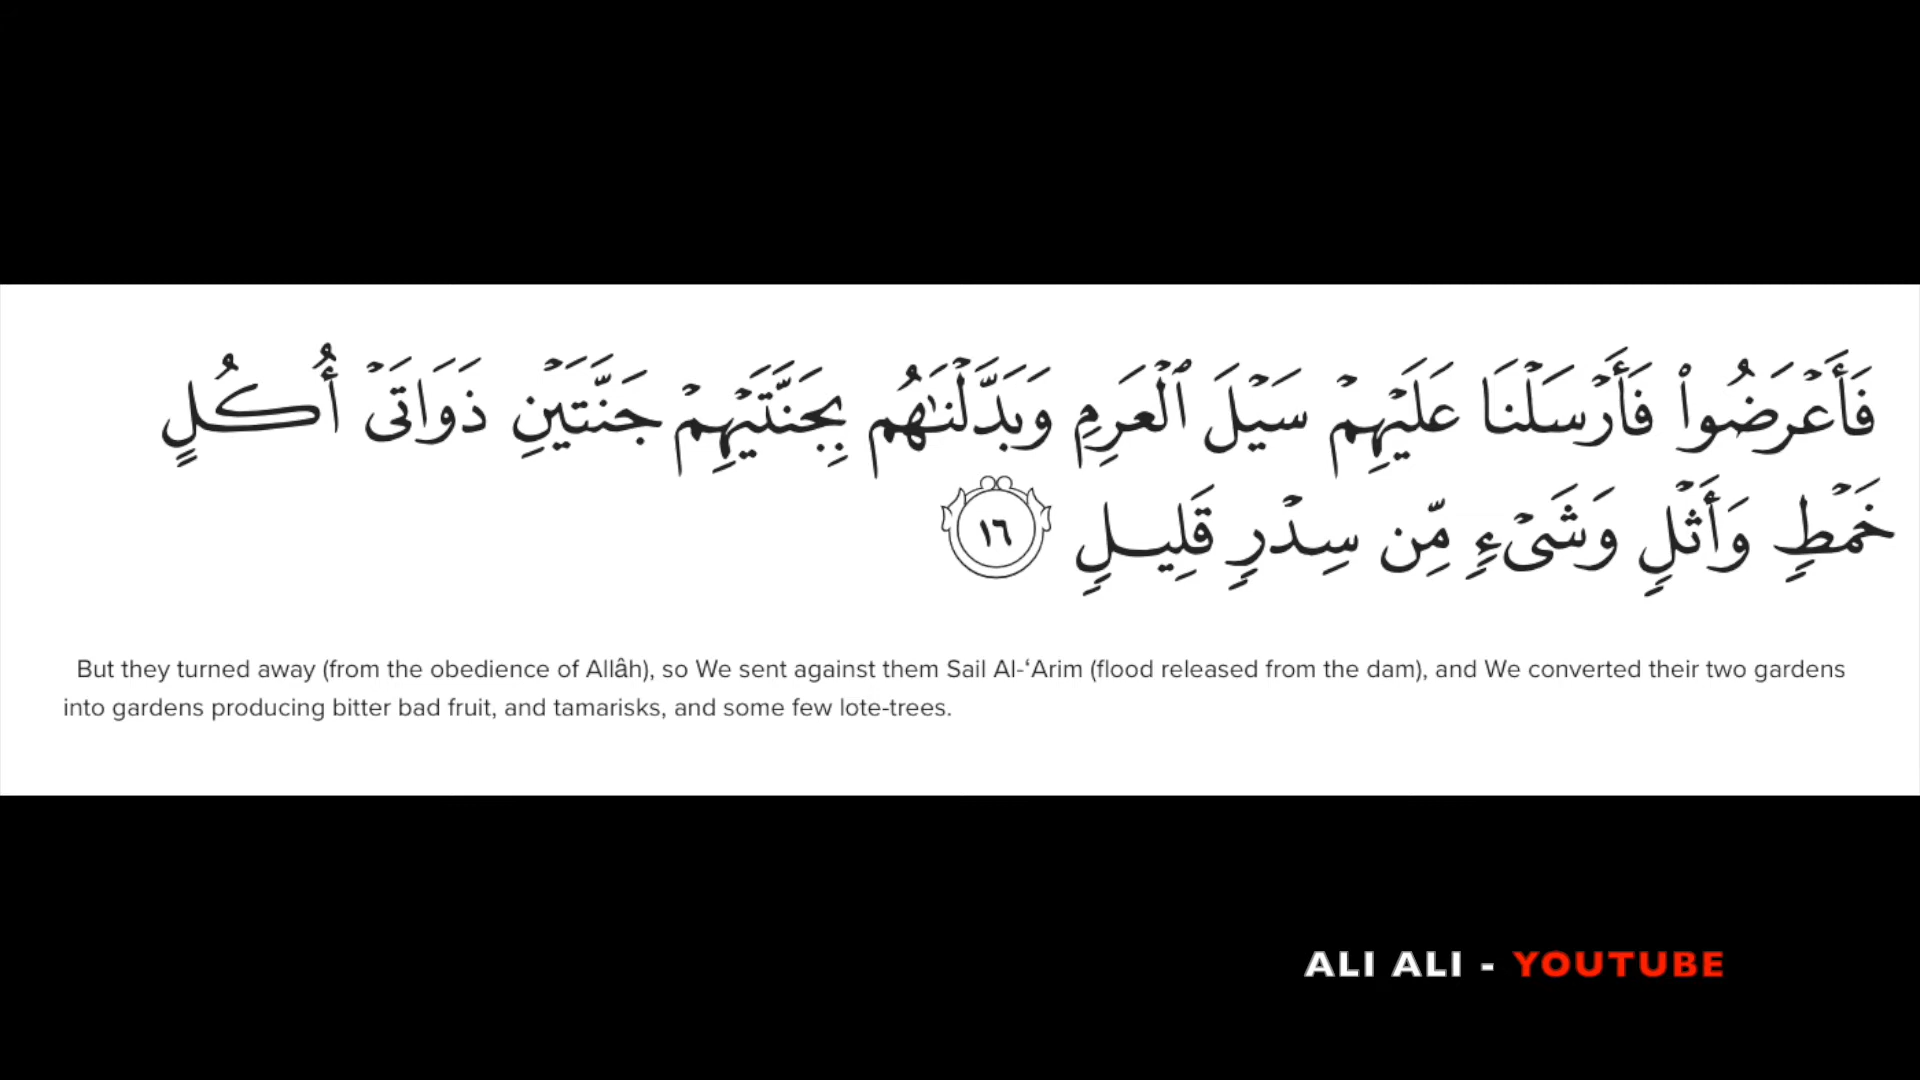 فَأَعْرَضُوا۟ فَأَرْسَلْنَا عَلَيْهِمْ سَيْلَ ٱلْعَرِمِ وَبَدَّلْنَـٰهُم بِجَنَّتَيْهِمْ جَنَّتَيْنِ ذَوَاتَىْ أُكُلٍ
خَمْطٍ وَأَثْلٍ وَشَىْءٍ مِّن سِدْرٍ قَلِيلٍ ١٦
But they turned away (from the obedience of Allâh), so We sent against them Sail Al-‘Arim (flood released from the dam), and We converted their two gardens
into gardens producing bitter bad fruit, and tamarisks, and some few lote-trees.
ALI ALI - YOUTUBE